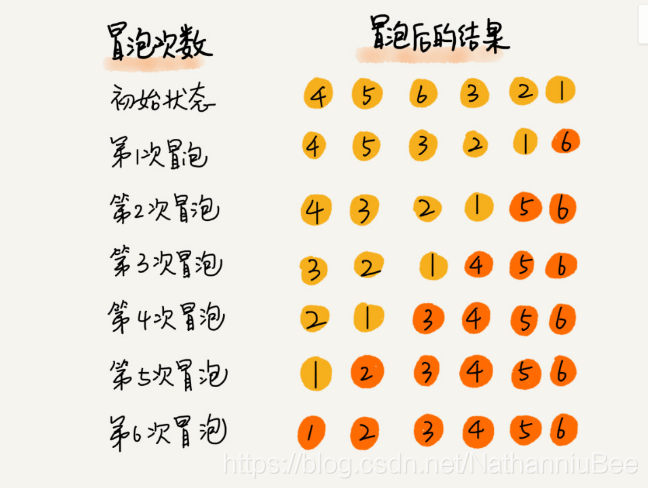 冒泡次数 冒泡后的结果
初始状态 4 5 6 3 2 1
第1次冒泡 4 5 3 2 1 6
第2次冒泡 4 3 2 1 5 6
第3次冒泡 3 2 1 4 5 6
第4次冒泡 2 1 3 4 5 6
第5次冒泡 1 2 3 4 5 6
第6次冒泡 1 2 3 4 5 6
https://blog.csdn.net/NathanniuBee